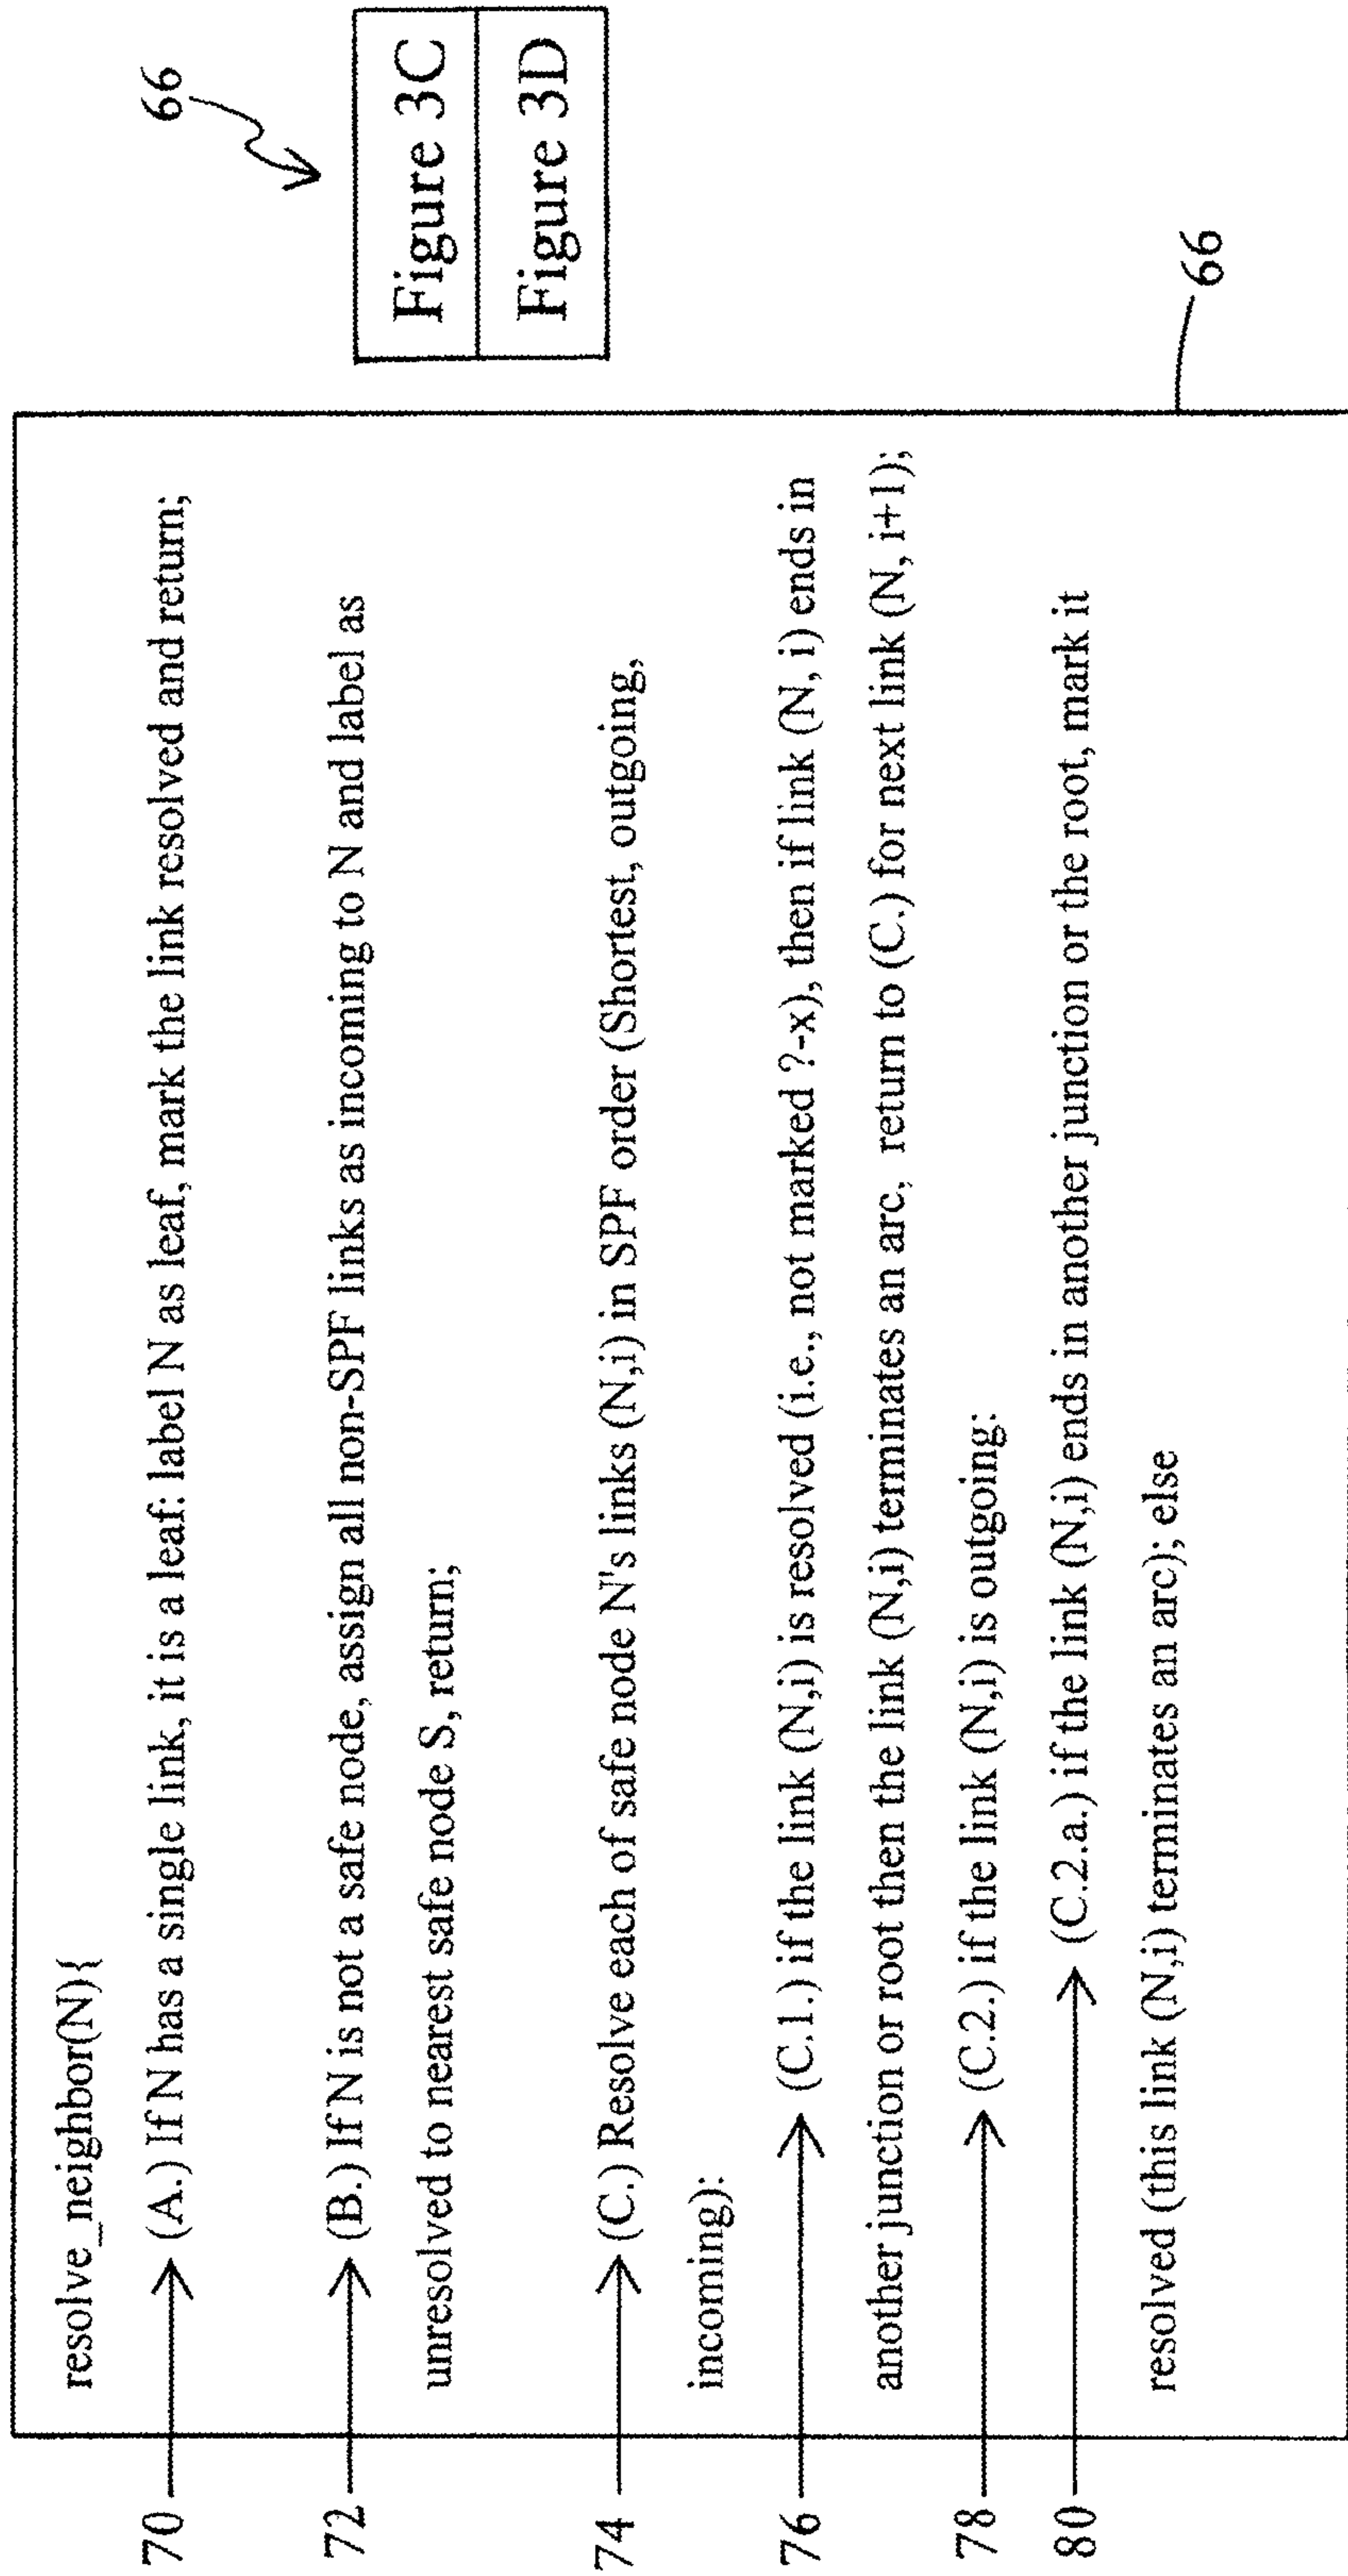 66
Figure 3C
Figure 3D
resolve_neighbor(N){
70
(A.) If N has a single link, it is a leaf: label N as leaf, mark the link resolved and return;
72
(B.) If N is not a safe node, assign all non-SPF links as incoming to N and label as
unresolved to nearest safe node S, return;
74
(C.) Resolve each of safe node N's links (N,i) in SPF order (Shortest, outgoing,
incoming):
76
(C.1.) if the link (N,i) is resolved (i.e., not marked ?-x), then if link (N, i) ends in
another junction or root then the link (N,i) terminates an arc, return to (C.) for next link (N, i+1);
78
(C.2.) if the link (N,i) is outgoing:
80
(C.2.a.) if the link (N,i) ends in another junction or the root, mark it
resolved (this link (N,i) terminates an arc); else
66